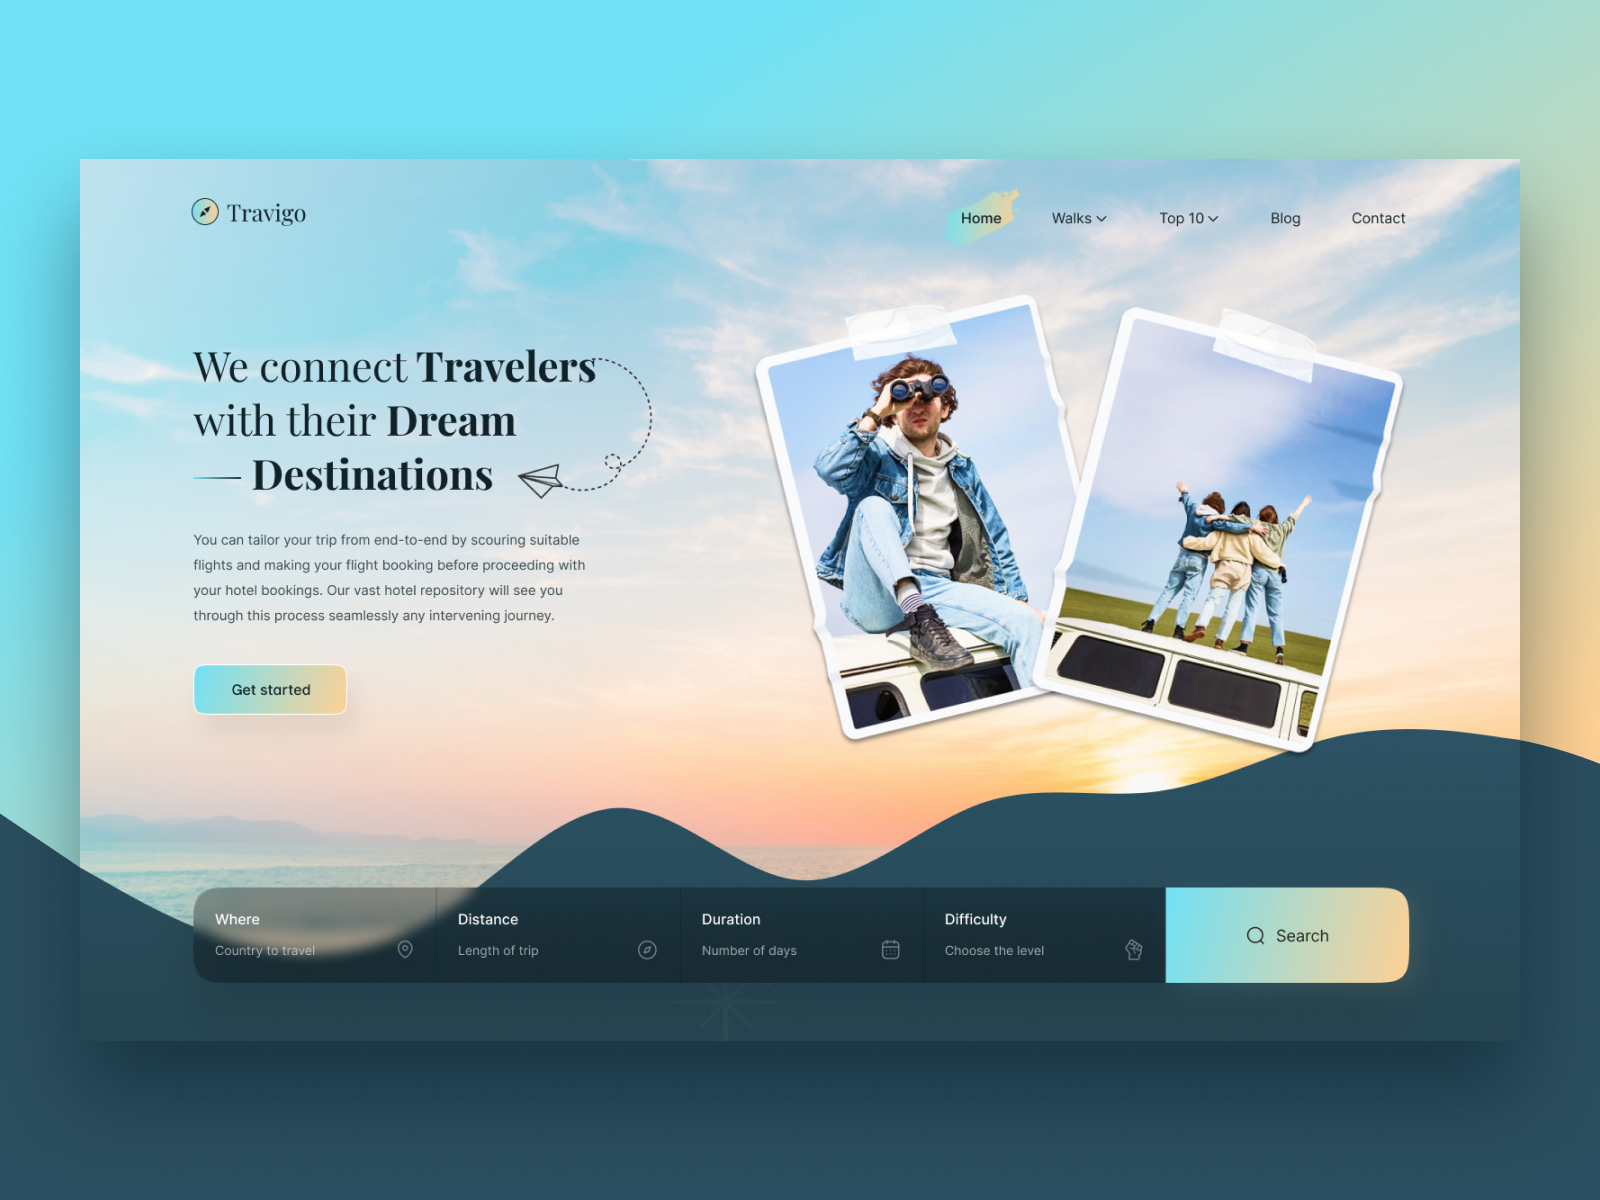 Travigo
Home
Walks
Top 10
Blog
Contact
We connect Travelers
with their Dream
Destinations
You can tailor your trip from end-to-end by scouring suitable
flights and making your flight booking before proceeding with
your hotel bookings. Our vast hotel repository will see you
through this process seamlessly any intervening journey.
Get started
Where
Country to travel
Distance
Length of trip
Duration
Number of days
Difficulty
Choose the level
Search